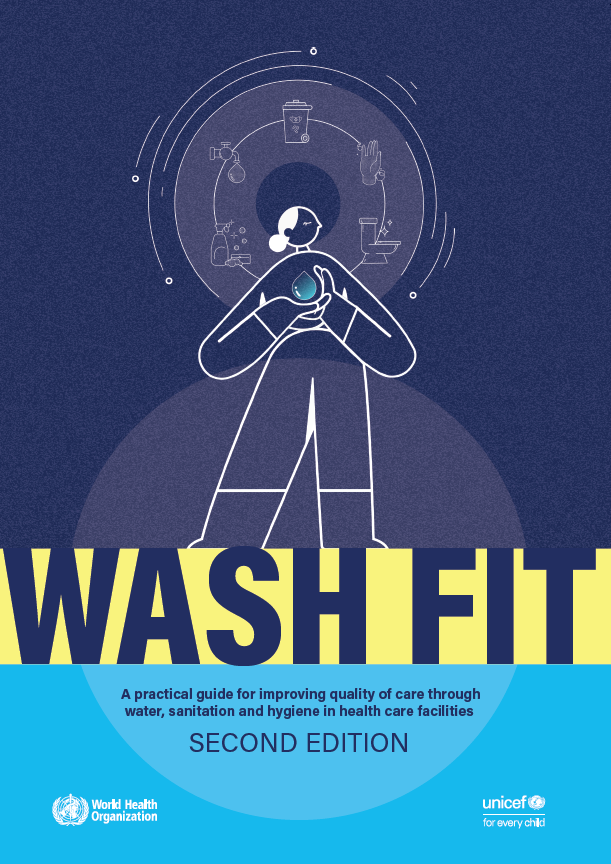 WASH FIT
A practical guide for improving quality of care through
water, sanitation and hygiene in health care facilities
SECOND EDITION
World Health
Organization
unicef
for every child